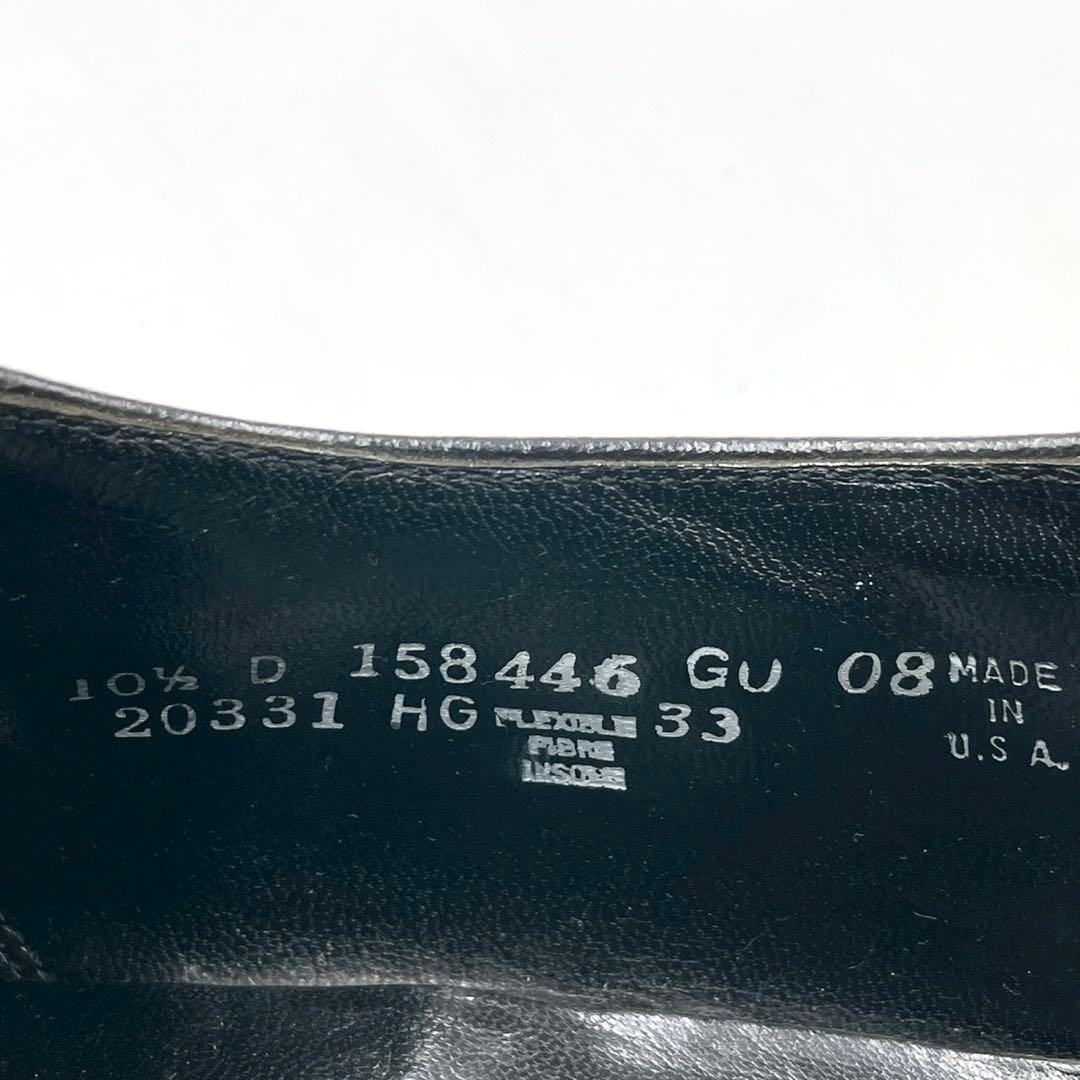 10½ D 158446 GU 08 MADE
20331 HG FLEXIBLE 33 IN
FIBRE U.S.A.
INSOLE